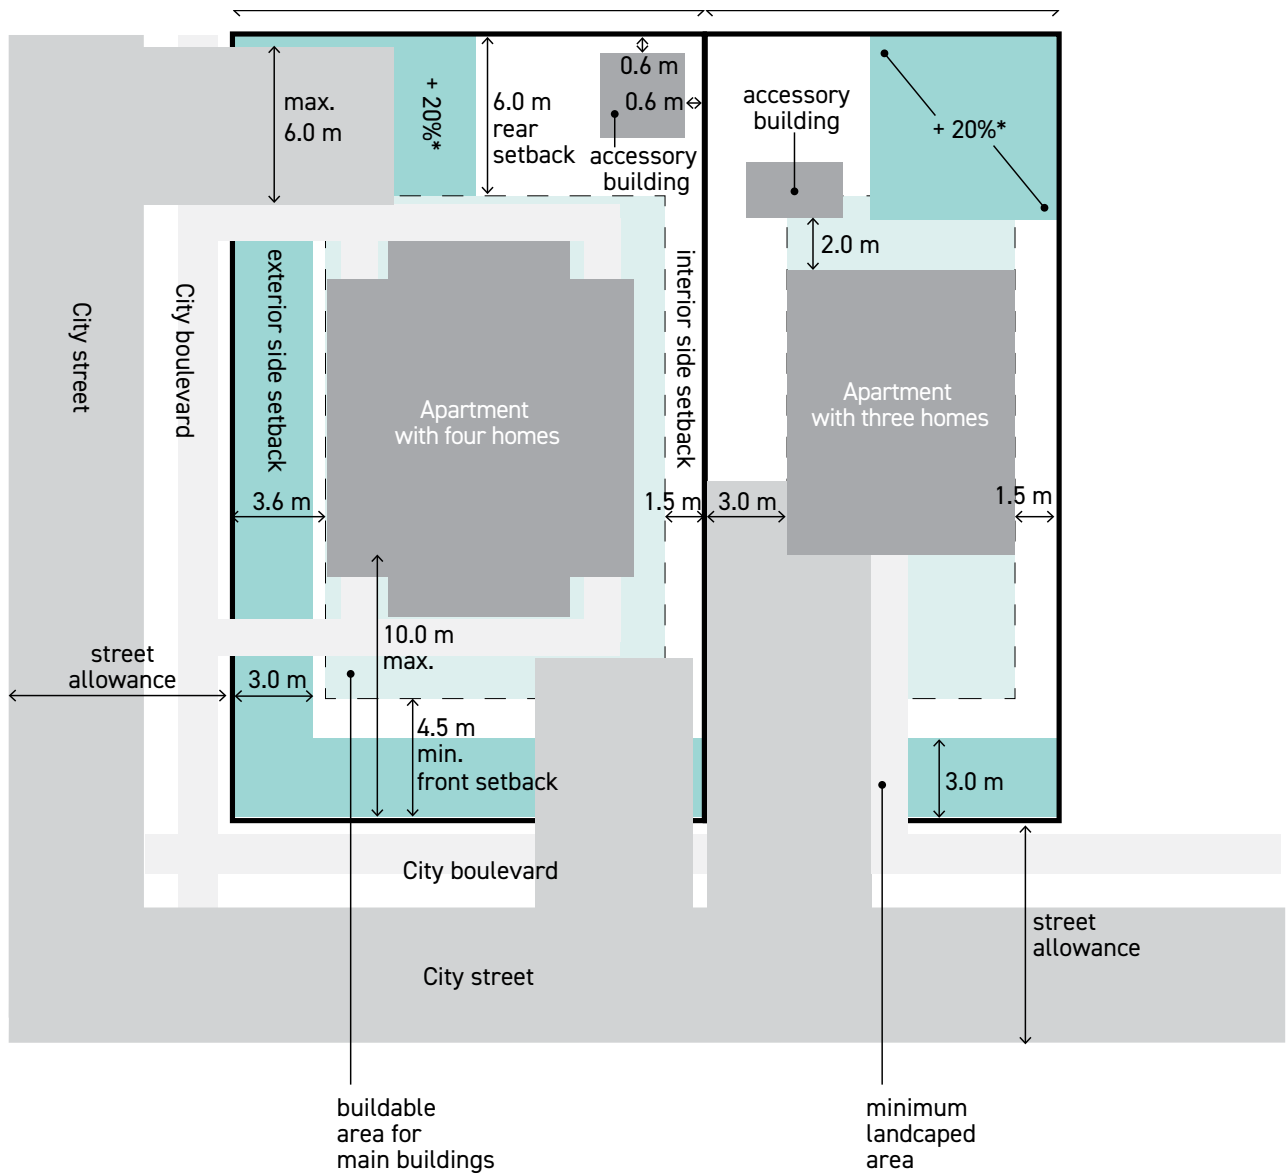 max.
6.0 m
+ 20%*
6.0 m
rear
setback
0.6 m
0.6 m
accessory
building
accessory
building
+ 20%*
2.0 m
City street
City boulevard
exterior side setback
interior side setback
Apartment
with four homes
Apartment
with three homes
3.6 m
1.5 m
3.0 m
1.5 m
street
allowance
3.0 m
10.0 m
max.
4.5 m
min.
front setback
3.0 m
City boulevard
street
allowance
City street
buildable
area for
main buildings
minimum
landcaped
area